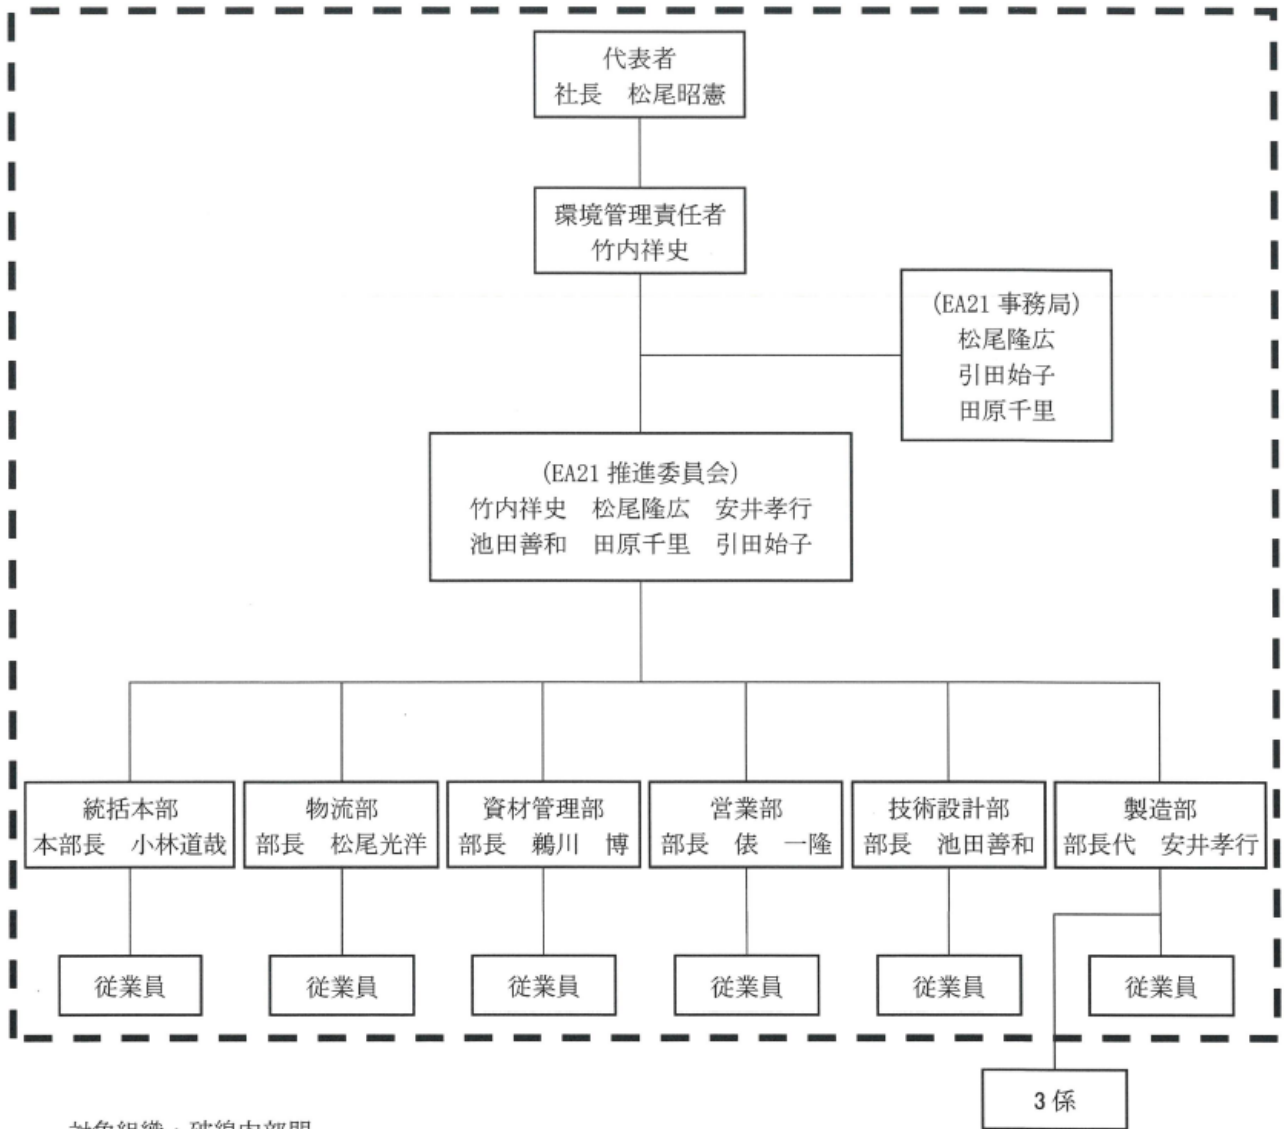 代表者
社長　松尾昭憲
環境管理責任者
竹内祥史
(EA21 事務局)
松尾隆広
引田始子
田原千里
(EA21 推進委員会)
竹内祥史　松尾隆広　安井孝行
池田善和　田原千里　引田始子
統括本部
本部長　小林道哉
物流部
部長　松尾光洋
資材管理部
部長　鵜川　博
営業部
部長　俵　一隆
技術設計部
部長　池田善和
製造部
部長代　安井孝行
従業員
従業員
従業員
従業員
従業員
従業員
3 係